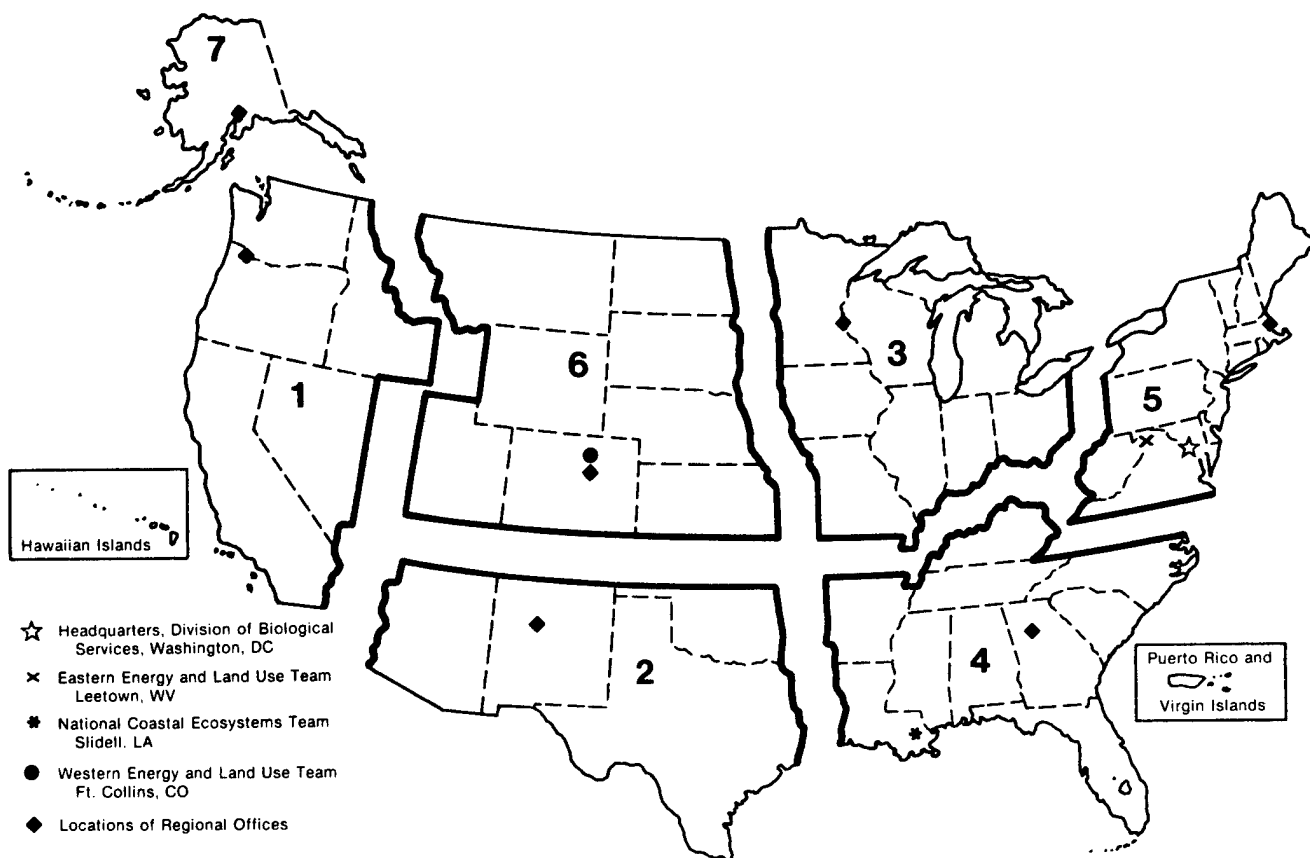 7
6
3
1
5
Hawaiian Islands
☆ Headquarters, Division of Biological
Services, Washington, DC
× Eastern Energy and Land Use Team
Leetown, WV
* National Coastal Ecosystems Team
Slidell. LA
● Western Energy and Land Use Team
Ft. Collins, CO
◆ Locations of Regional Offices
2
4
Puerto Rico and
Virgin Islands